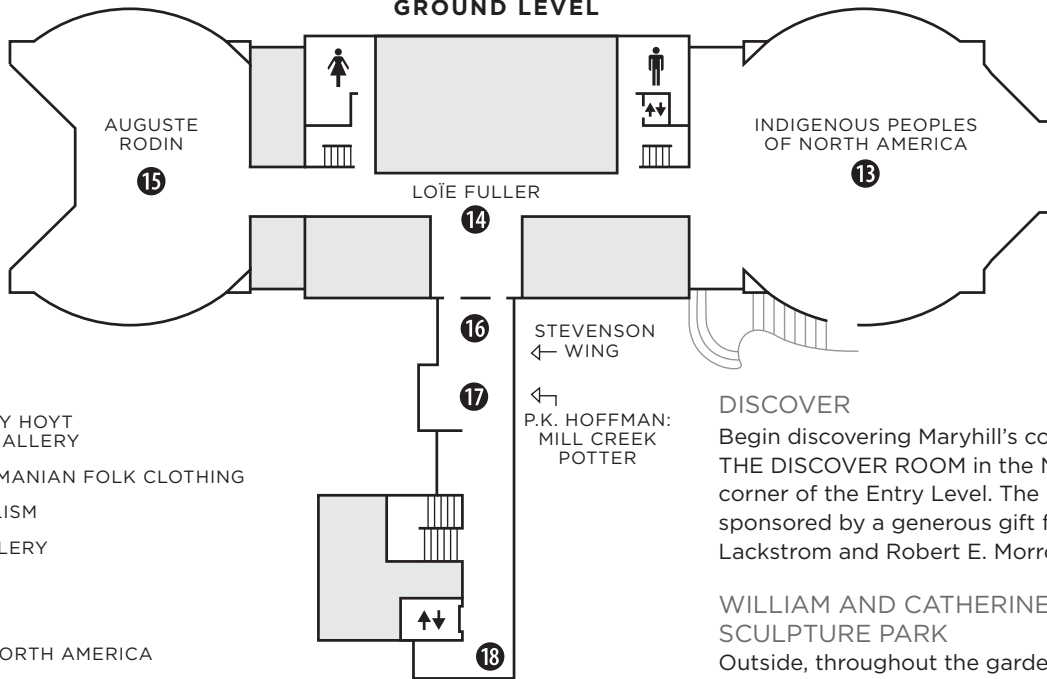 GROUND LEVEL
AUGUSTE
RODIN
15
INDIGENOUS PEOPLES
OF NORTH AMERICA
13
LOÏE FULLER
14
16
STEVENSON
WING
17
P.K. HOFFMAN:
MILL CREEK
POTTER
18
Y HOYT
ALLERY
MANIAN FOLK CLOTHING
LISM
LERY
ORTH AMERICA
DISCOVER
Begin discovering Maryhill's co
THE DISCOVER ROOM in the N
corner of the Entry Level. The
sponsored by a generous gift f
Lackstrom and Robert E. Morr
WILLIAM AND CATHERINE
SCULPTURE PARK
Outside, throughout the garde